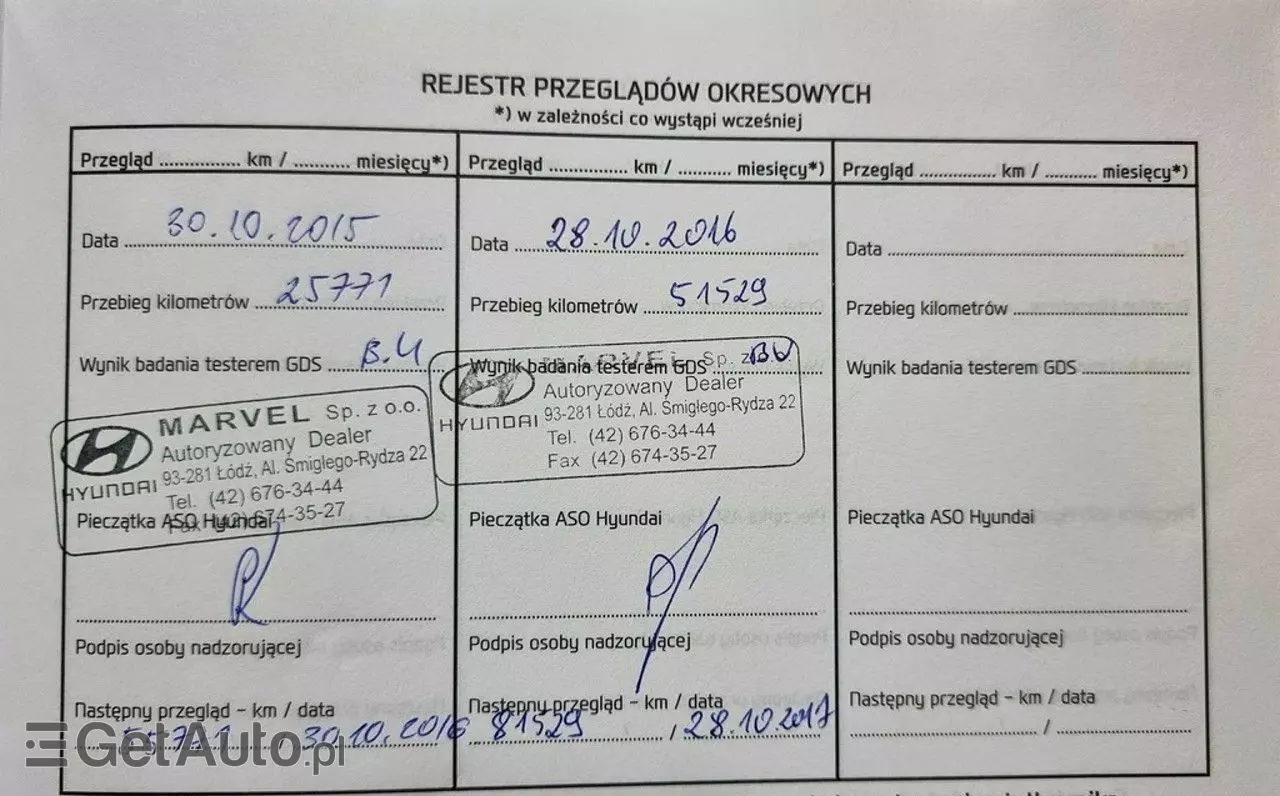 REJESTR PRZEGLĄDÓW OKRESOWYCH
*) w zależności co wystąpi wcześniej
Przegląd ................ km / ........... miesięcy*)
Data 30.10.2015
Przebieg kilometrów 25771
Wynik badania testerem GDS B.U
MARVEL Sp. z o.o.
Autoryzowany Dealer
93-281 Łódź, Al. Śmigłego-Rydza 22
HYUNDAI
Tel. (42) 676-34-44
Fax (42) 674-35-27
Pieczątka ASO Hyundai
Podpis osoby nadzorującej
Następny przegląd – km / data
/ 30.10.2016
Przegląd ................ km / ........... miesięcy*)
Data 28.10.2016
Przebieg kilometrów 51529
Wynik badania testerem GDS BU
MARVEL Sp. z
Autoryzowany Dealer
93-281 Łódź, Al. Śmigłego-Rydza 22
HYUNDAI
Tel. (42) 676-34-44
Fax (42) 674-35-27
Pieczątka ASO Hyundai
Podpis osoby nadzorującej
Następny przegląd – km / data
81529 / 28.10.2017
Przegląd ................ km / ........... miesięcy*)
Data
Przebieg kilometrów
Wynik badania testerem GDS
Pieczątka ASO Hyundai
Podpis osoby nadzorującej
Następny przegląd – km / data
/
GetAuto.pl